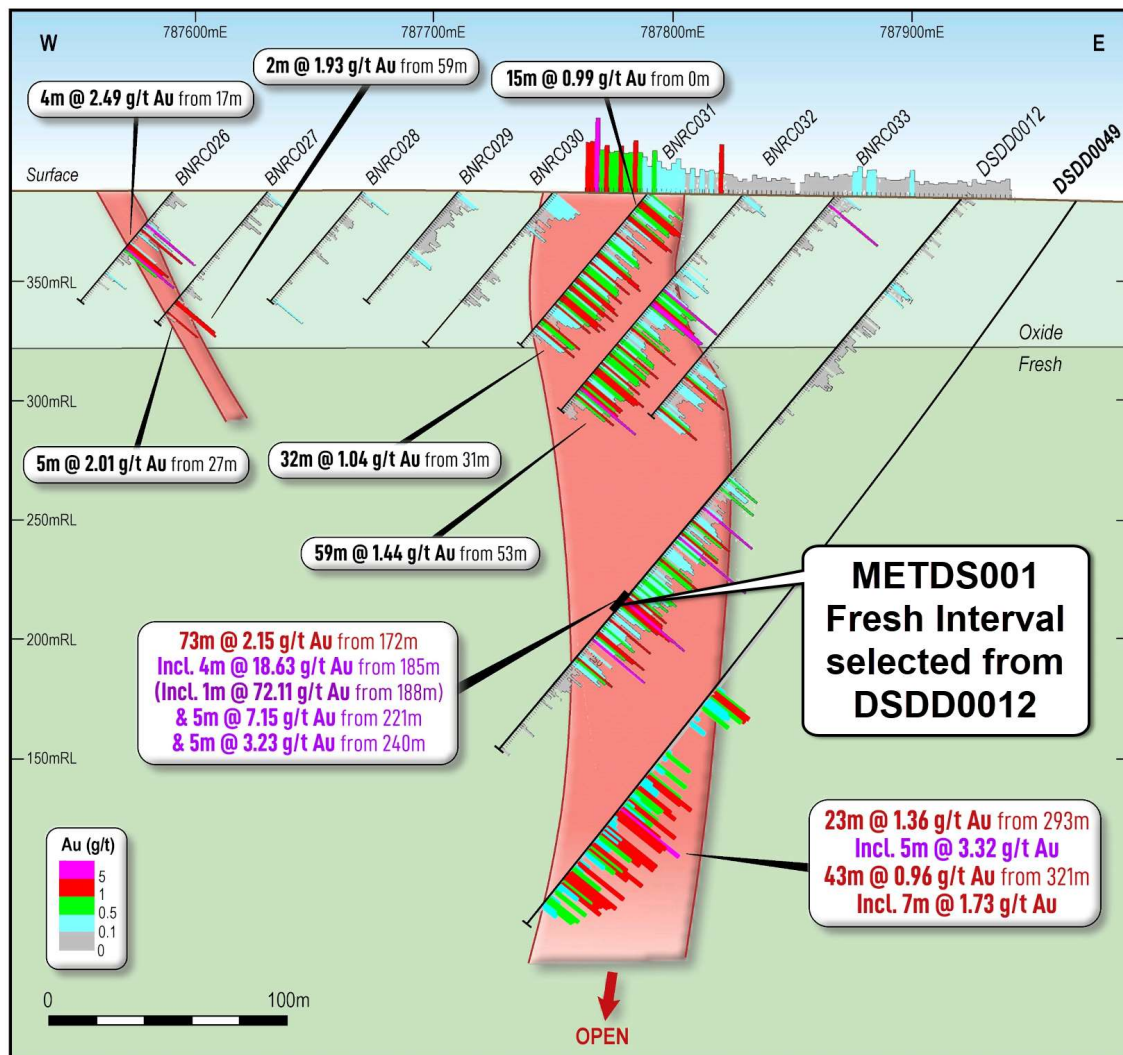 787600mE
787700mE
787800mE
787900mE
W
E
2m @ 1.93 g/t Au from 59m
4m @ 2.49 g/t Au from 17m
15m @ 0.99 g/t Au from 0m
Surface
BNRC026
BNRC027
BNRC028
BNRC029
BNRC030
BNRC031
BNRC032
BNRC033
DSDD0012
DSDD0049
350mRL
Oxide
Fresh
300mRL
5m @ 2.01 g/t Au from 27m
32m @ 1.04 g/t Au from 31m
250mRL
59m @ 1.44 g/t Au from 53m
METDS001
Fresh Interval
selected from
DSDD0012
200mRL
73m @ 2.15 g/t Au from 172m
Incl. 4m @ 18.63 g/t Au from 185m
(Incl. 1m @ 72.11 g/t Au from 188m)
& 5m @ 7.15 g/t Au from 221m
& 5m @ 3.23 g/t Au from 240m
150mRL
23m @ 1.36 g/t Au from 293m
Incl. 5m @ 3.32 g/t Au
43m @ 0.96 g/t Au from 321m
Incl. 7m @ 1.73 g/t Au
Au (g/t)
5
1
0.5
0.1
0
0
100m
OPEN